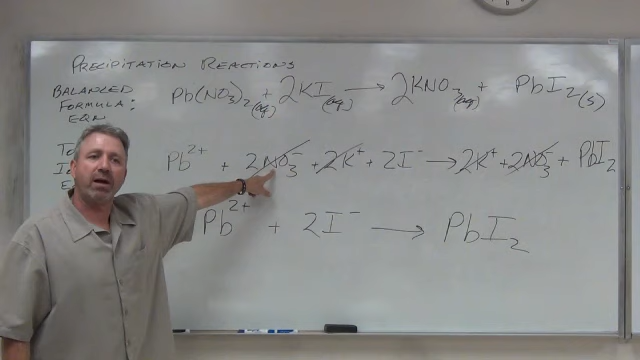 PRECIPITATION REACTIONS
BALANCED
FORMULA:
EQN
Pb(NO₃)₂(aq) + 2KI(aq) → 2KNO₃(aq) + PbI₂(s)
Pb²⁺ + 2NO₃⁻ + 2K⁺ + 2I⁻ → 2K⁺ + 2NO₃⁻ + PbI₂
Pb²⁺ + 2I⁻ → PbI₂